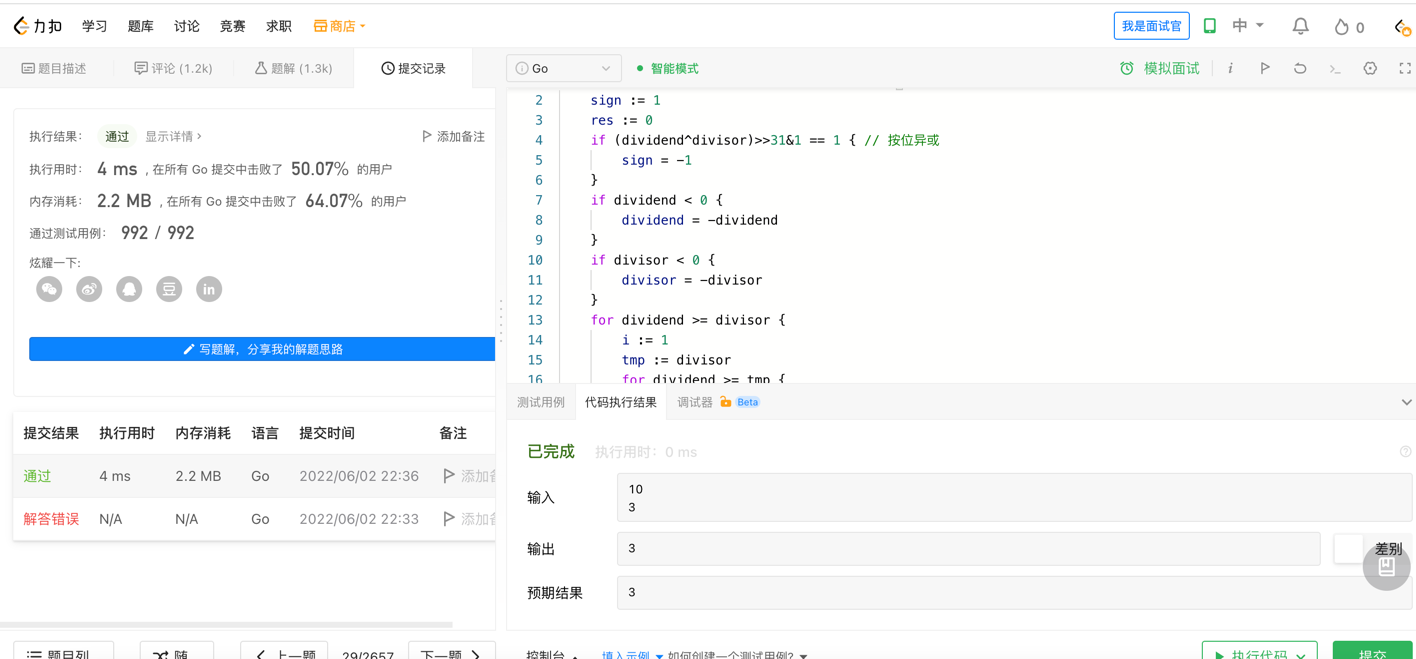 力扣 学习 题库 讨论 竞赛 求职 商店 我是面试官 中 0
题目描述 评论 (1.2k) 题解 (1.3k) 提交记录
执行结果： 通过 显示详情 › 添加备注
执行用时： 4 ms ，在所有 Go 提交中击败了 50.07% 的用户
内存消耗： 2.2 MB ，在所有 Go 提交中击败了 64.07% 的用户
通过测试用例： 992 / 992
炫耀一下:
豆 in
写题解，分享我的解题思路
提交结果 执行用时 内存消耗 语言 提交时间 备注
通过 4 ms 2.2 MB Go 2022/06/02 22:36 添加备
解答错误 N/A N/A Go 2022/06/02 22:33 添加备
题目列 随 上一题 29/2657 下一题
i Go 智能模式 模拟面试 i
2 sign := 1
3 res := 0
4 if (dividend^divisor)>>31&1 == 1 { // 按位异或
5 sign = -1
6 }
7 if dividend < 0 {
8 dividend = -dividend
9 }
10 if divisor < 0 {
11 divisor = -divisor
12 }
13 for dividend >= divisor {
14 i := 1
15 tmp := divisor
16 for dividend >= tmp {
测试用例 代码执行结果 调试器 Beta
已完成 执行用时: 0 ms
输入
10
3
输出 3 差别
预期结果 3
控制台 填入示例 如何创建一个测试用例? 执行代码 提交